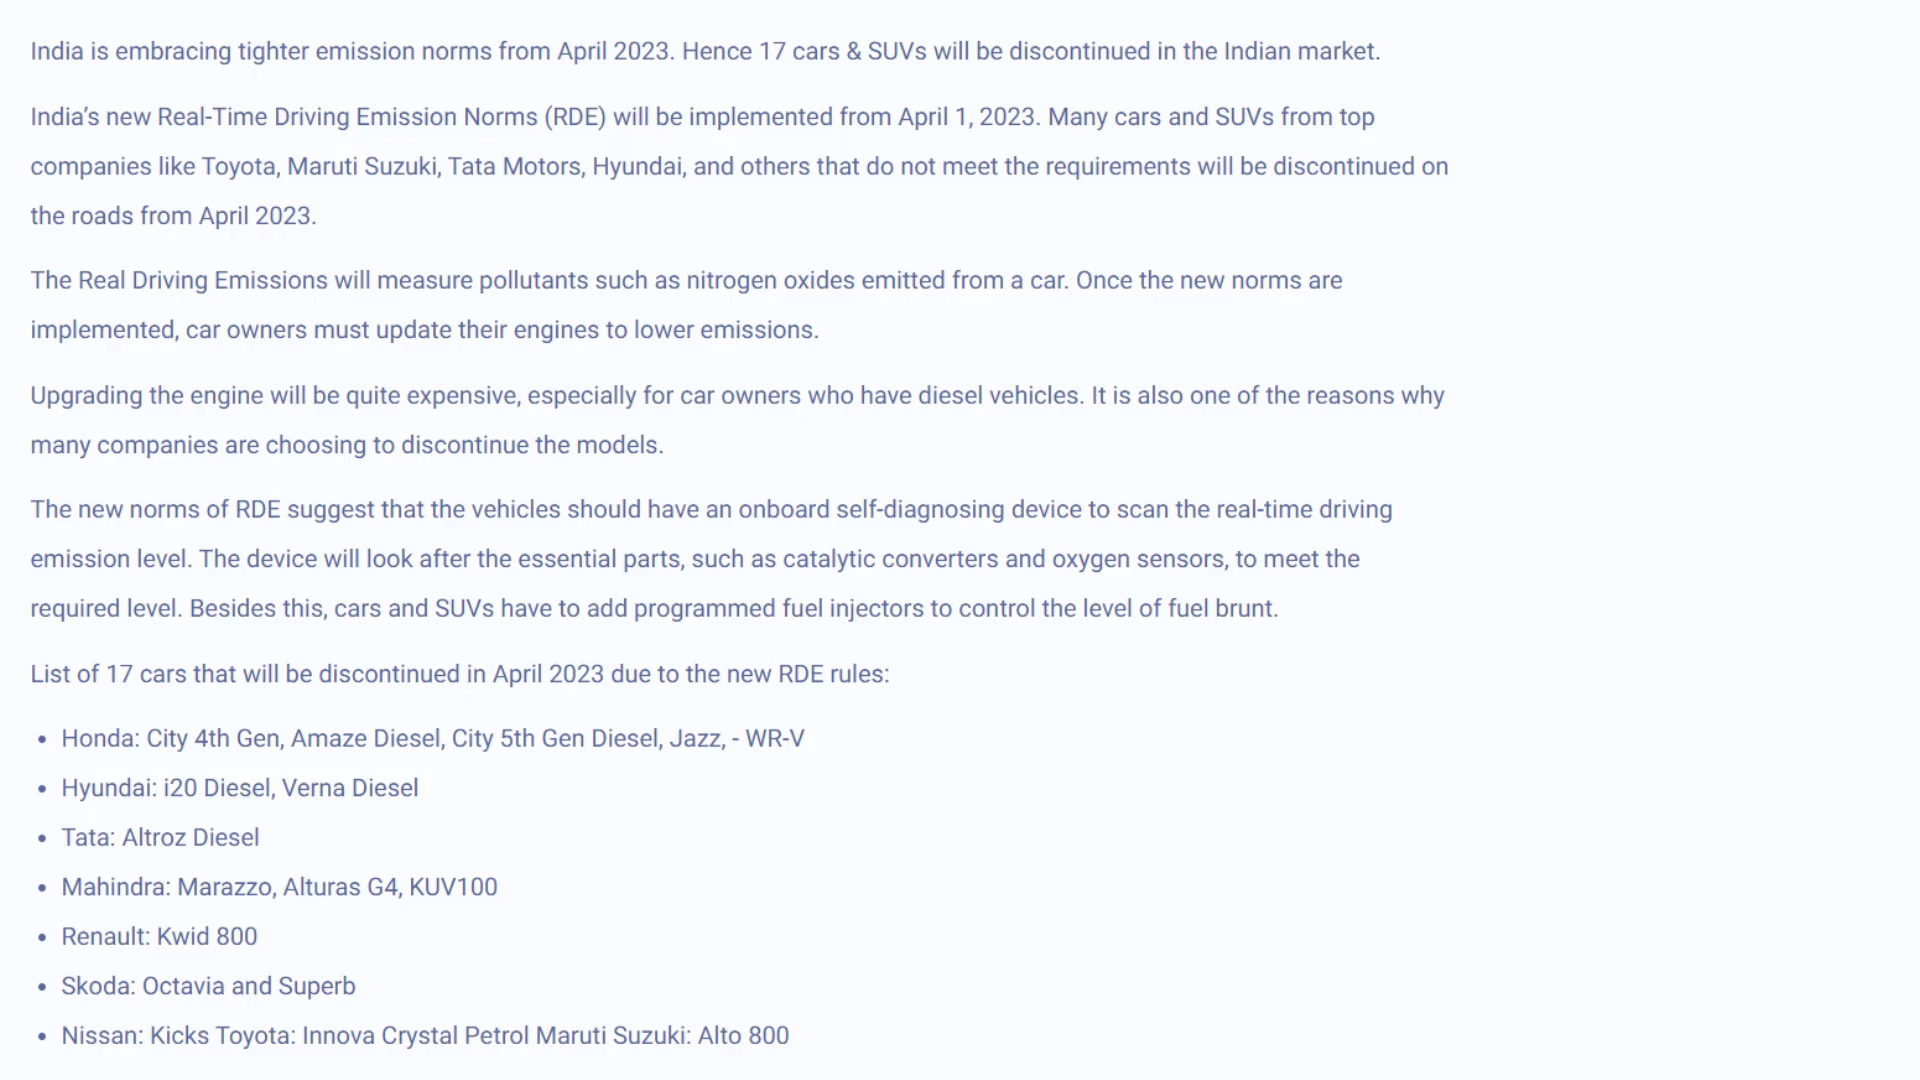 India is embracing tighter emission norms from April 2023. Hence 17 cars & SUVs will be discontinued in the Indian market.
India’s new Real-Time Driving Emission Norms (RDE) will be implemented from April 1, 2023. Many cars and SUVs from top
companies like Toyota, Maruti Suzuki, Tata Motors, Hyundai, and others that do not meet the requirements will be discontinued on
the roads from April 2023.
The Real Driving Emissions will measure pollutants such as nitrogen oxides emitted from a car. Once the new norms are
implemented, car owners must update their engines to lower emissions.
Upgrading the engine will be quite expensive, especially for car owners who have diesel vehicles. It is also one of the reasons why
many companies are choosing to discontinue the models.
The new norms of RDE suggest that the vehicles should have an onboard self-diagnosing device to scan the real-time driving
emission level. The device will look after the essential parts, such as catalytic converters and oxygen sensors, to meet the
required level. Besides this, cars and SUVs have to add programmed fuel injectors to control the level of fuel brunt.
List of 17 cars that will be discontinued in April 2023 due to the new RDE rules:
• Honda: City 4th Gen, Amaze Diesel, City 5th Gen Diesel, Jazz, - WR-V
• Hyundai: i20 Diesel, Verna Diesel
• Tata: Altroz Diesel
• Mahindra: Marazzo, Alturas G4, KUV100
• Renault: Kwid 800
• Skoda: Octavia and Superb
• Nissan: Kicks Toyota: Innova Crystal Petrol Maruti Suzuki: Alto 800